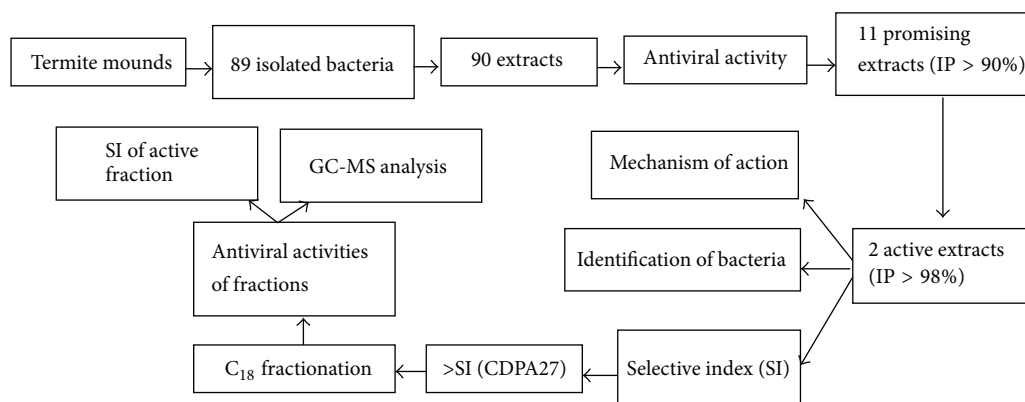 Termite mounds
89 isolated bacteria
90 extracts
Antiviral activity
11 promising
extracts (IP > 90%)
SI of active
fraction
GC-MS analysis
Mechanism of action
Antiviral activities
of fractions
Identification of bacteria
2 active extracts
(IP > 98%)
C₁₈ fractionation
>SI (CDPA27)
Selective index (SI)